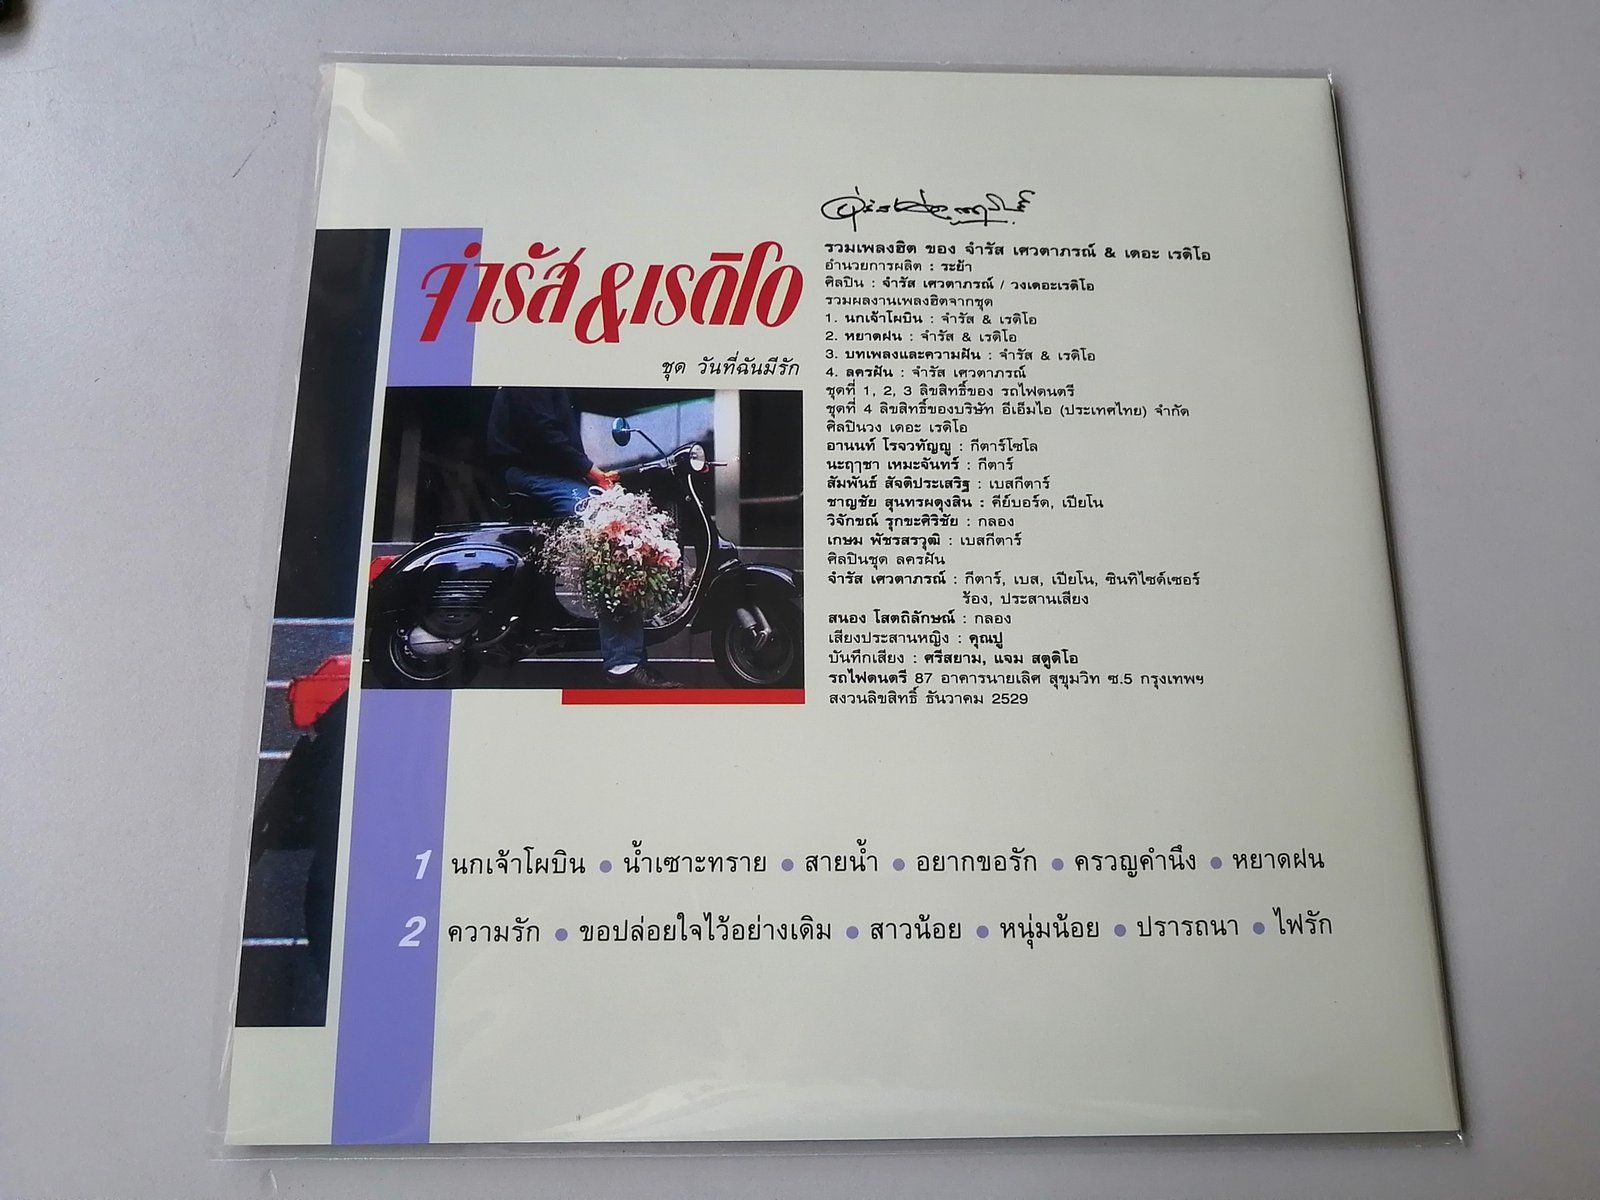 จำรัส & เรดิโอ
ชุด วันที่ฉันมีรัก
รวมเพลงฮิต ของ จำรัส เศวตาภรณ์ & เดอะ เรดิโอ
อำนวยการผลิต : ระย้า
ศิลปิน : จำรัส เศวตาภรณ์ / วงเดอะเรดิโอ
รวมผลงานเพลงฮิตจากชุด
1. นกเจ้าโผบิน : จำรัส & เรดิโอ
2. หยาดฝน : จำรัส & เรดิโอ
3. บทเพลงและความฝัน : จำรัส & เรดิโอ
4. ลครฝัน : จำรัส เศวตาภรณ์
ชุดที่ 1, 2, 3 ลิขสิทธิ์ของ รถไฟดนตรี
ชุดที่ 4 ลิขสิทธิ์ของบริษัท อีเอ็มไอ (ประเทศไทย) จำกัด
ศิลปินวง เดอะ เรดิโอ
อานนท์ โรจวทัญญู : กีตาร์โซโล
นะฤาชา เหมะจันทร์ : กีตาร์
สัมพันธ์ สัจติประเสริฐ : เบสกีตาร์
ชาญชัย สุนทรผดุงสิน : คีย์บอร์ด, เปียโน
วิจักขณ์ รุกขะศิริชัย : กลอง
เกษม พัชรสรวุฒิ : เบสกีตาร์
ศิลปินชุด ลครฝัน
จำรัส เศวตาภรณ์ : กีตาร์, เบส, เปียโน, ซินทิไซด์เซอร์
ร้อง, ประสานเสียง
สนอง โสตถิลักษณ์ : กลอง
เสียงประสานหญิง : คุณปู
บันทึกเสียง : ศรีสยาม, แจม สตูดิโอ
รถไฟดนตรี 87 อาคารนายเลิศ สุขุมวิท ซ.5 กรุงเทพฯ
สงวนลิขสิทธิ์ ธันวาคม 2529
1 นกเจ้าโผบิน ● น้ำเซาะทราย ● สายน้ำ ● อยากขอรัก ● ครวญคำนึง ● หยาดฝน
2 ความรัก ● ขอปล่อยใจไว้อย่างเดิม ● สาวน้อย ● หนุ่มน้อย ● ปรารถนา ● ไฟรัก